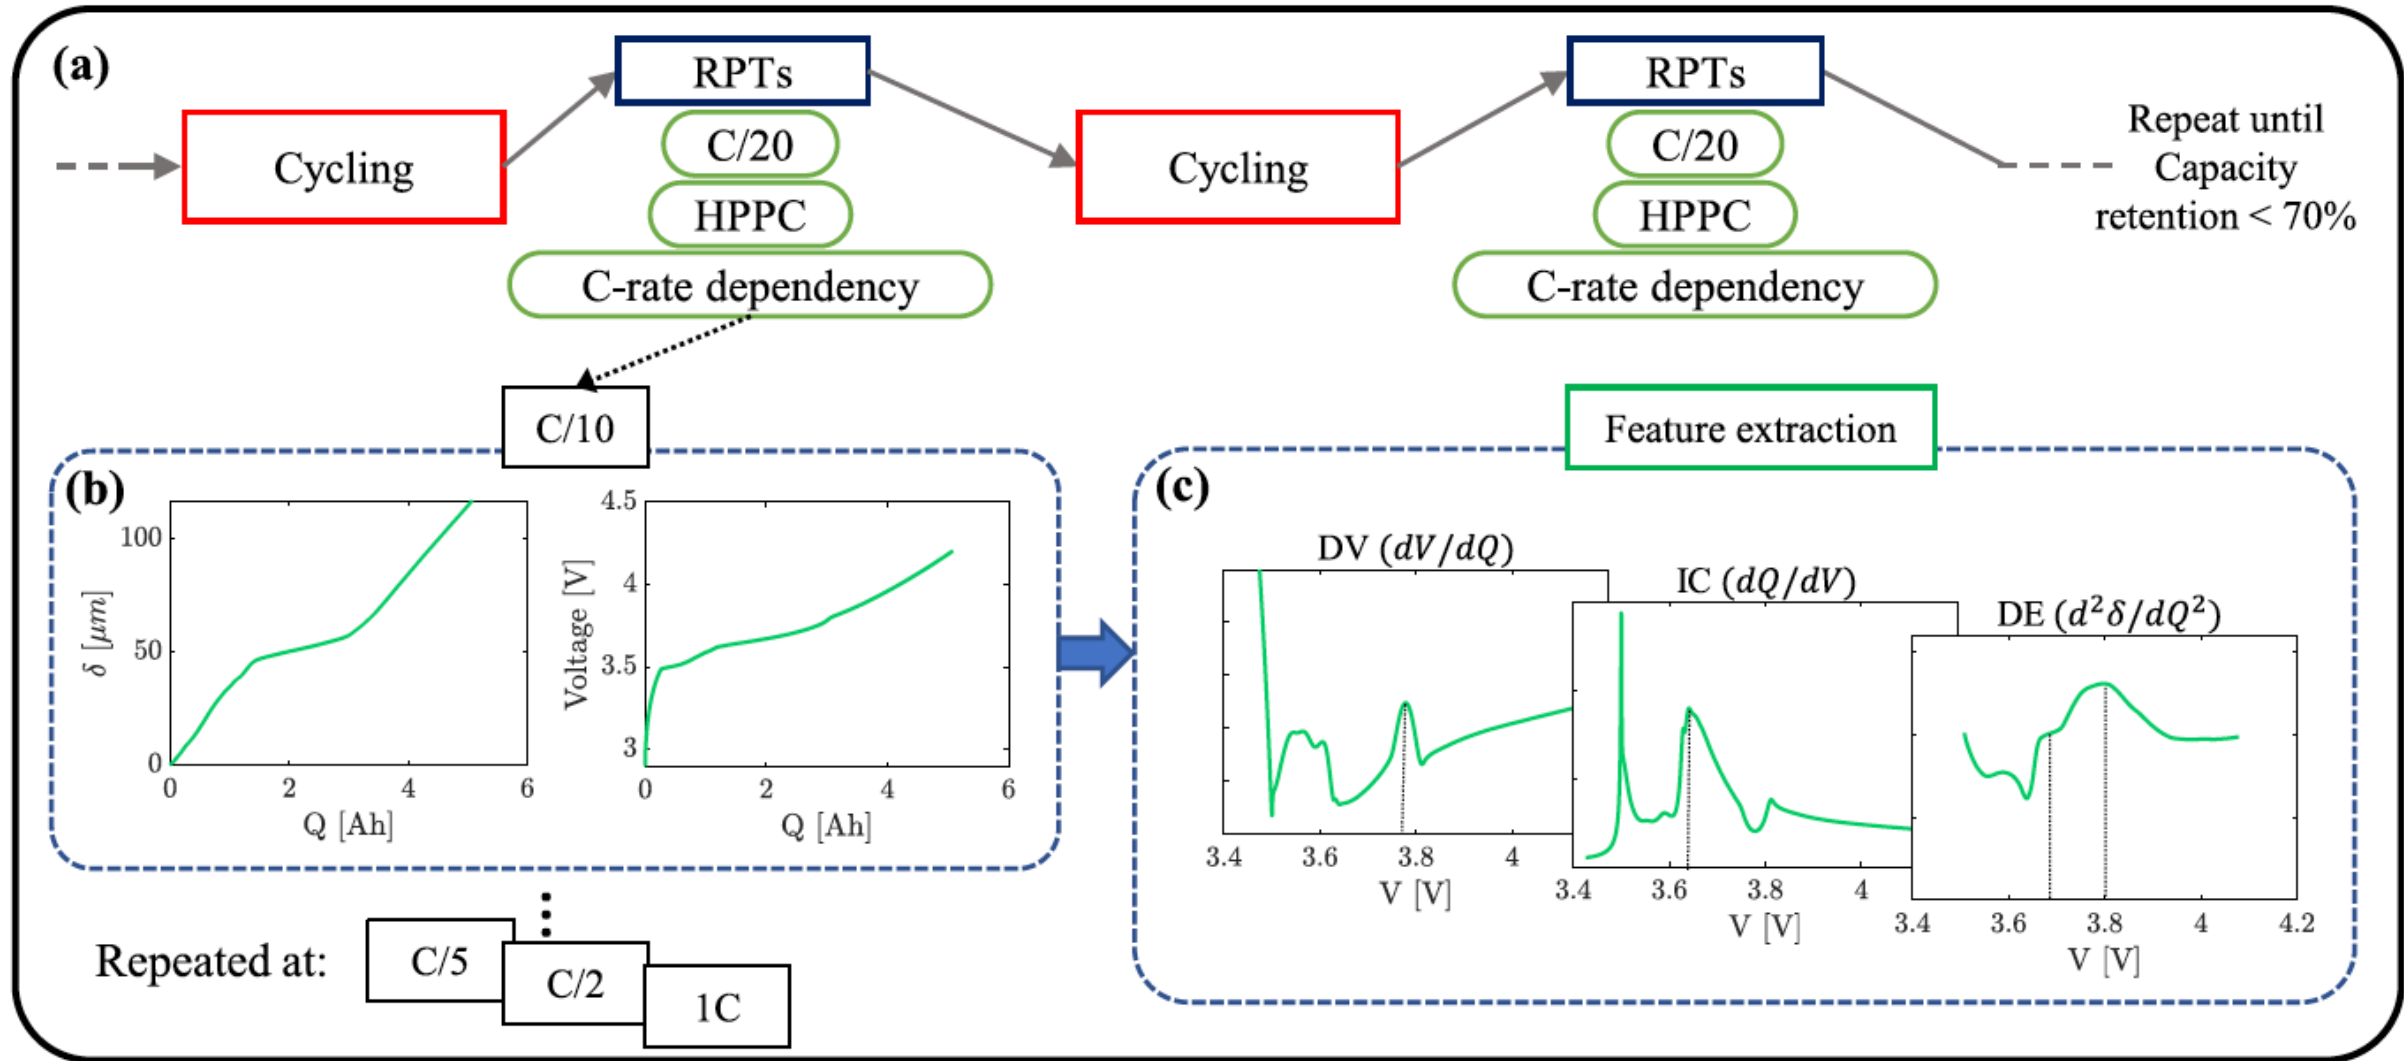 (a)
Cycling
RPTs
C/20
HPPC
C-rate dependency
Cycling
RPTs
C/20
HPPC
C-rate dependency
Repeat until
Capacity
retention < 70%
C/10
(b)
δ [μm]
100
50
0
0 2 4 6
Q [Ah]
Voltage [V]
4.5
4
3.5
3
0 2 4 6
Q [Ah]
Repeated at:
C/5
C/2
1C
Feature extraction
(c)
DV (dV/dQ)
3.4 3.6 3.8 4
V [V]
IC (dQ/dV)
3.4 3.6 3.8 4
V [V]
DE (d²δ/dQ²)
3.4 3.6 3.8 4 4.2
V [V]